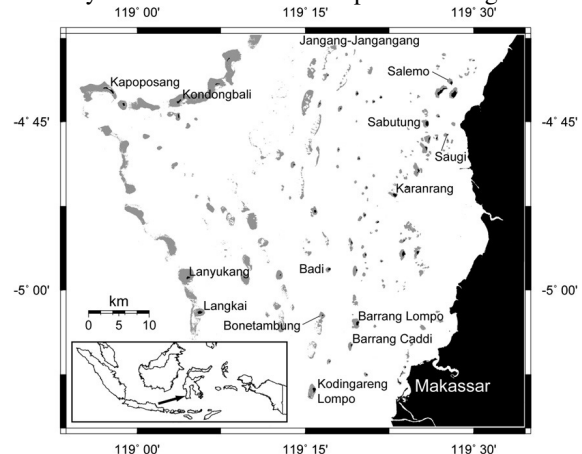 119° 00'
119° 15'
119° 30'
Jangang-Jangangang
Salemo
Kapoposang
Kondongbali
-4° 45'
-4° 45'
Sabutung
Saugi
Karanrang
Lanyukang
Badi
-5° 00'
-5° 00'
km
0 5 10
Langkai
Bonetambung
Barrang Lompo
Barrang Caddi
Kodingareng
Lompo
Makassar
119° 00'
119° 15'
119° 30'